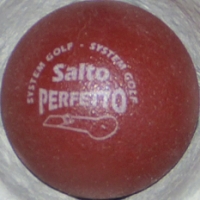 SYSTEM GOLF - SYSTEM GOLF
Salto
PERFETTO